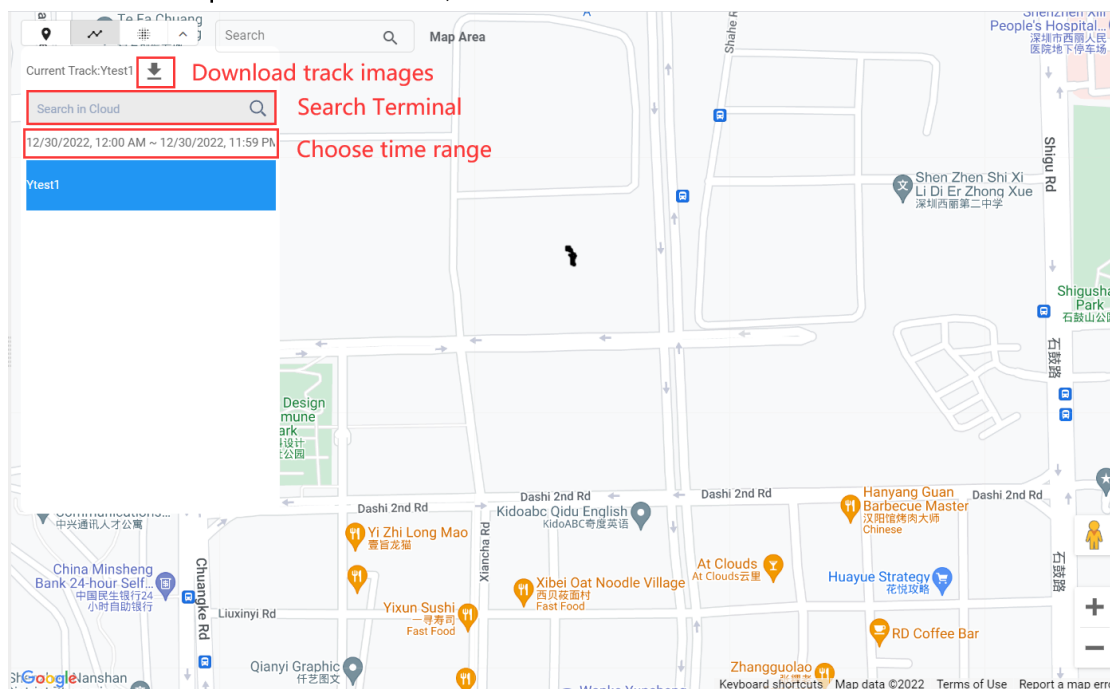 Te Fa Chuang
Search
Map Area
Current Track:Ytest1
Download track images
Search in Cloud
Search Terminal
12/30/2022, 12:00 AM ~ 12/30/2022, 11:59 PM
Choose time range
Ytest1
Shahe R
People's Hospital...
深圳市西丽人民
医院地下停车场
Shigu Rd
Shen Zhen Shi Xi
Li Di Er Zhong Xue
深圳西丽第二中学
Shigusha
Park
石鼓山公
石鼓路
Design
mune
ark
设计
公园
Dashi 2nd Rd
Dashi 2nd Rd
Dashi 2nd Rd
Dashi 2nd Rd
中兴通讯人才公寓
Kidoabc Qidu English
KidoABC奇度英语
Hanyang Guan
Barbecue Master
汉阳馆烤肉大师
Chinese
Yi Zhi Long Mao
壹旨龙猫
Xiancha Rd
China Minsheng
Bank 24-hour Self...
中国民生银行24
小时自助银行
Chuangke Rd
At Clouds
At Clouds云里
Huayue Strategy
花悦攻略
石鼓路
Xibei Oat Noodle Village
西贝莜面村
Fast Food
Liuxinyi Rd
Yixun Sushi
一寻寿司
Fast Food
RD Coffee Bar
Qianyi Graphic
仟艺图文
Zhangguolao
Google
Nanshan
Keyboard shortcuts
Map data ©2022
Terms of Use
Report a map erro